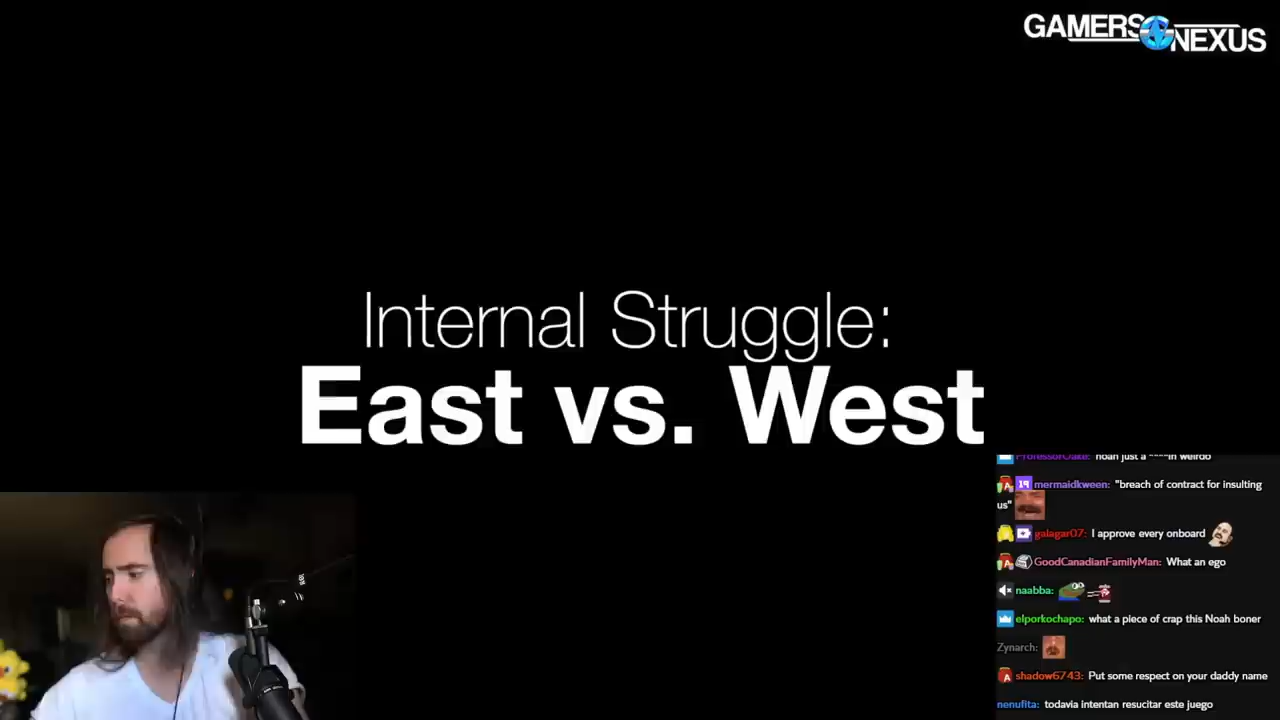 GAMERS NEXUS
Internal Struggle:
East vs. West
ProfessorOake: noah just a ****in weirdo
mermaidkween: "breach of contract for insulting
us"
galagar07: I approve every onboard
GoodCanadianFamilyMan: What an ego
naabba:
elporkochapo: what a piece of crap this Noah boner
Zynarch:
shadow6743: Put some respect on your daddy name
nenufita: todavia intentan resucitar este juego